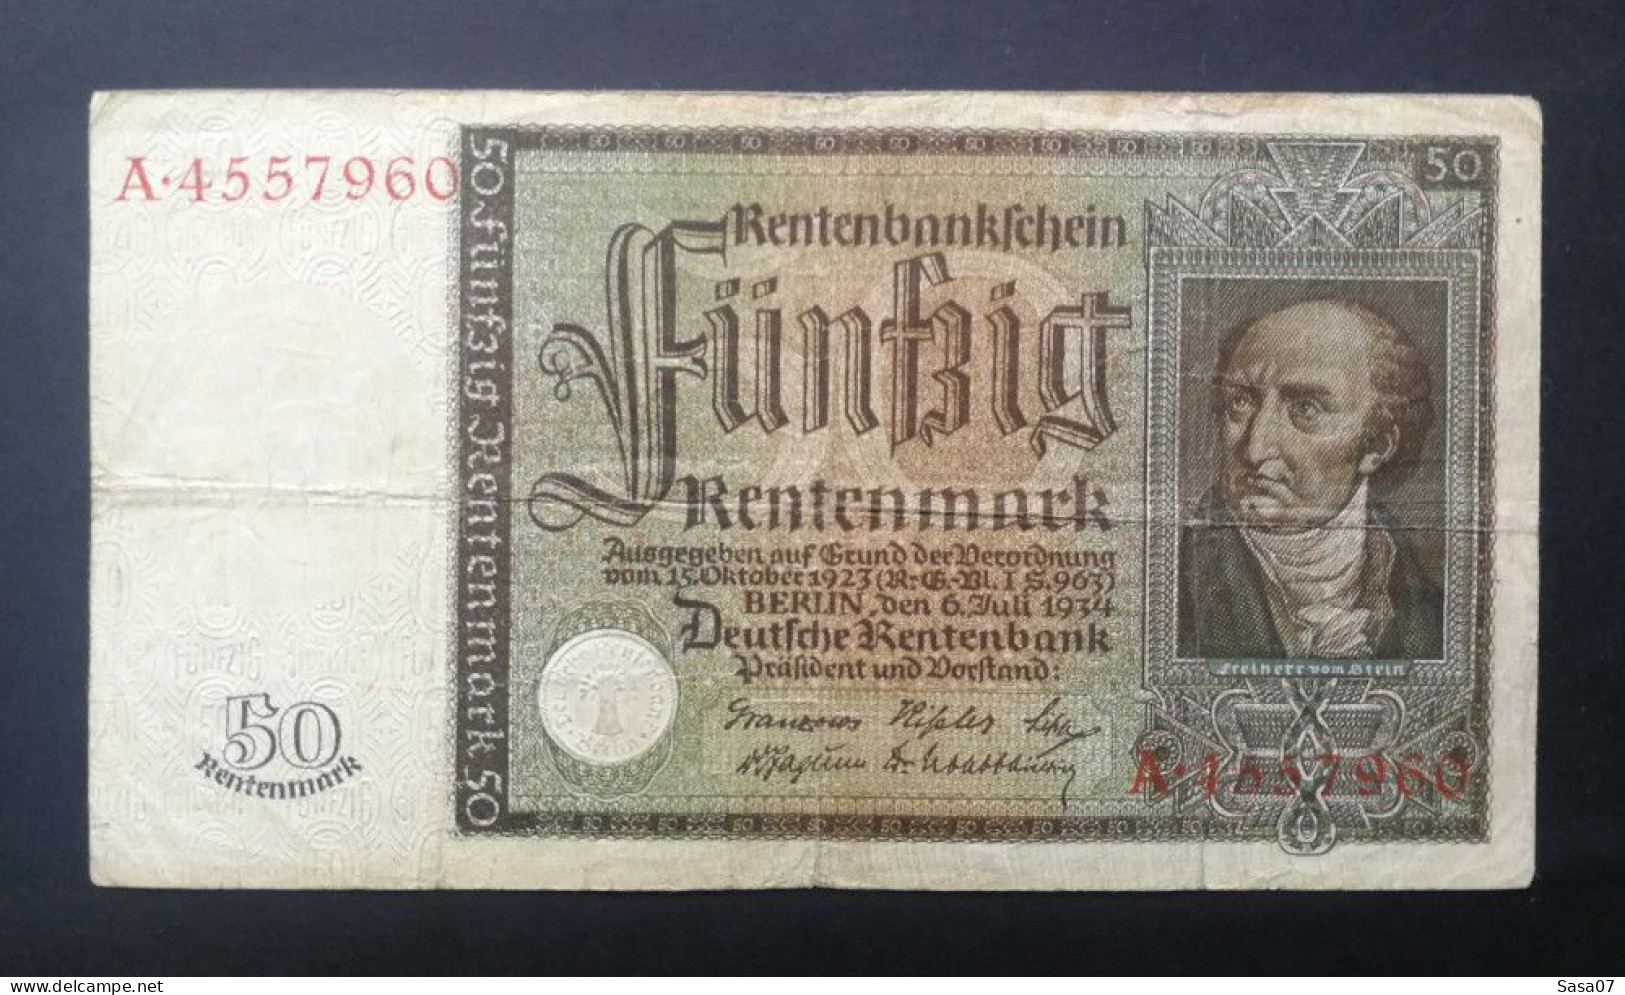 A·4557960
50
Rentenbankschein
Fünfzig
Rentenmark
Ausgegeben auf Grund der Verordnung
vom 15. Oktober 1923 (R.-G.-Bl. I S. 963)
BERLIN, den 6. Juli 1934
Deutsche Rentenbank
Präsident und Vorstand:
Freiherr vom Stein
A·4557960
50 Fünfzig Rentenmark 50
50
Rentenmark
Sasa07